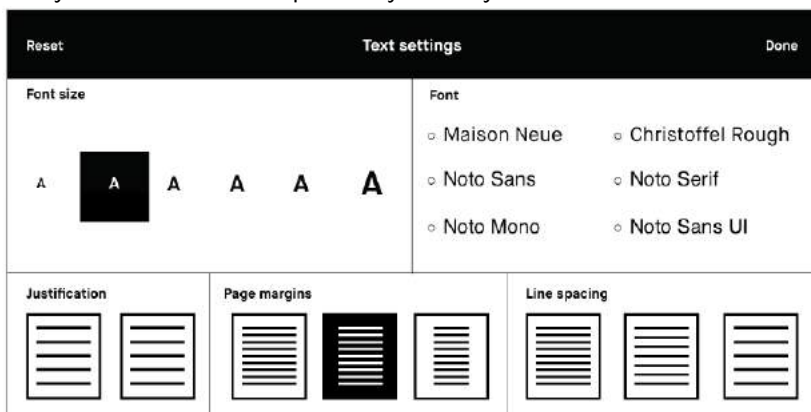 Reset Text settings Done
Font size
A A A A A A
Font
Maison Neue Christoffel Rough
Noto Sans Noto Serif
Noto Mono Noto Sans UI
Justification Page margins Line spacing